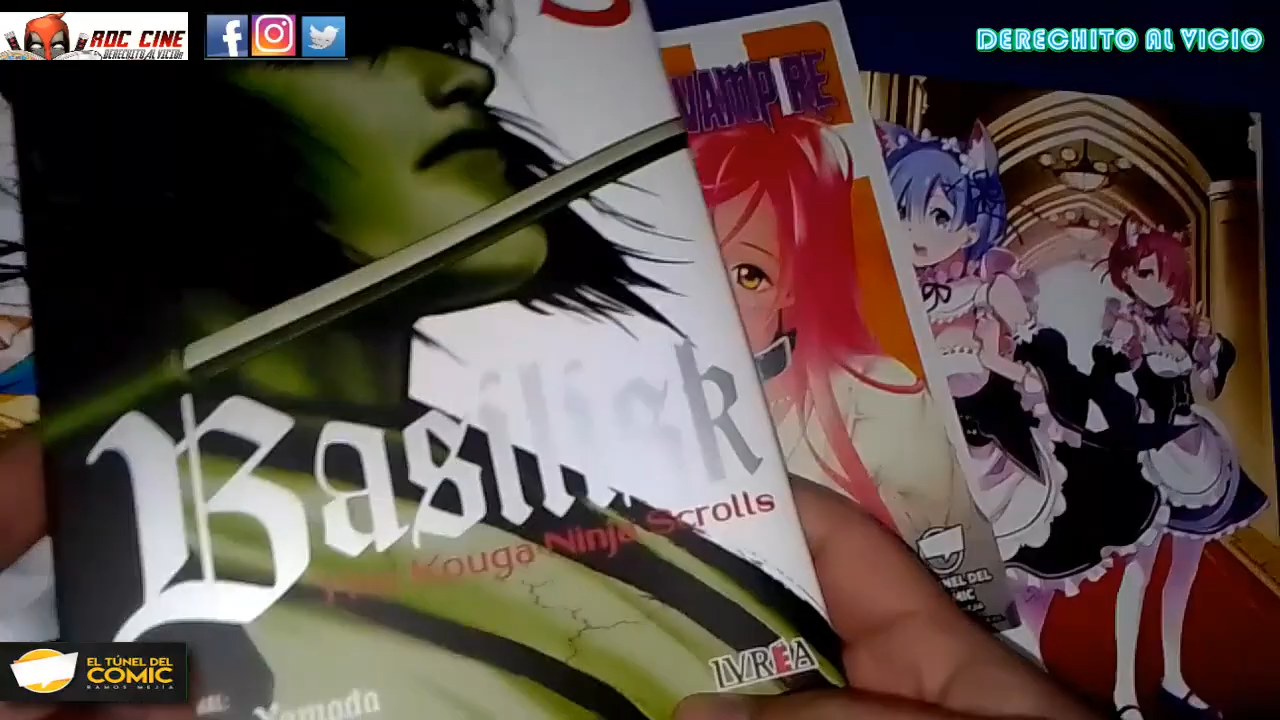 ROC CINE
DERECHITO AL VICIO
DERECHITO AL VICIO
VAMPIRE
Basilisk
Kouga Ninja Scrolls
IVREA
Yamada
EL TÚNEL DEL
COMIC
RAMOS MEJÍA